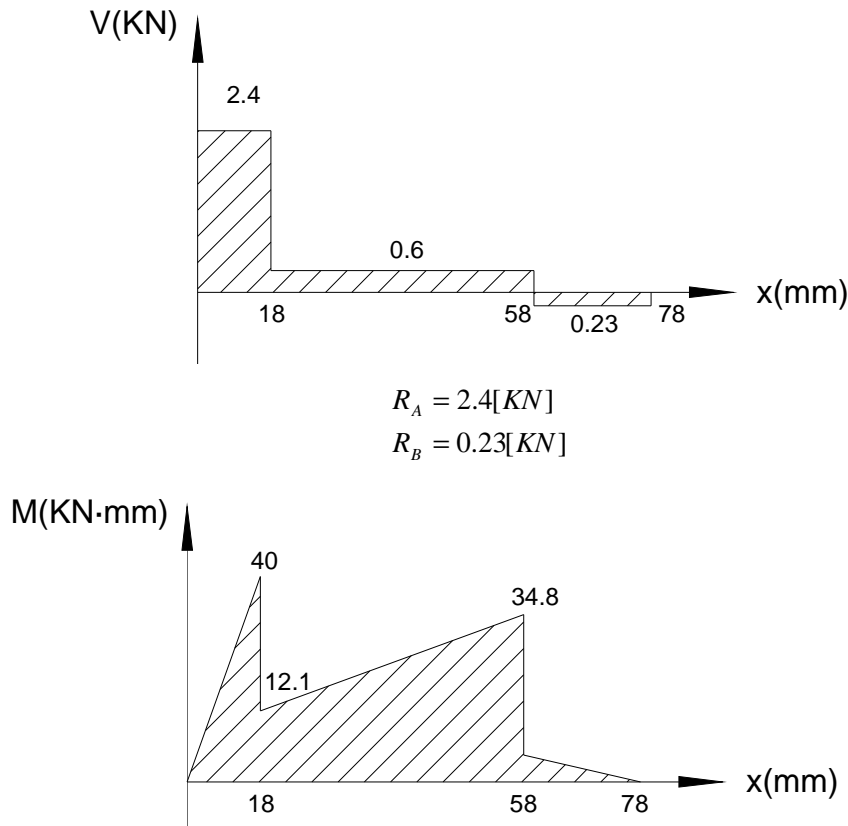 V(KN)
2.4
0.6
x(mm)
18
58
0.23
78
R_A = 2.4[KN]
R_B = 0.23[KN]
M(KN·mm)
40
34.8
12.1
x(mm)
18
58
78